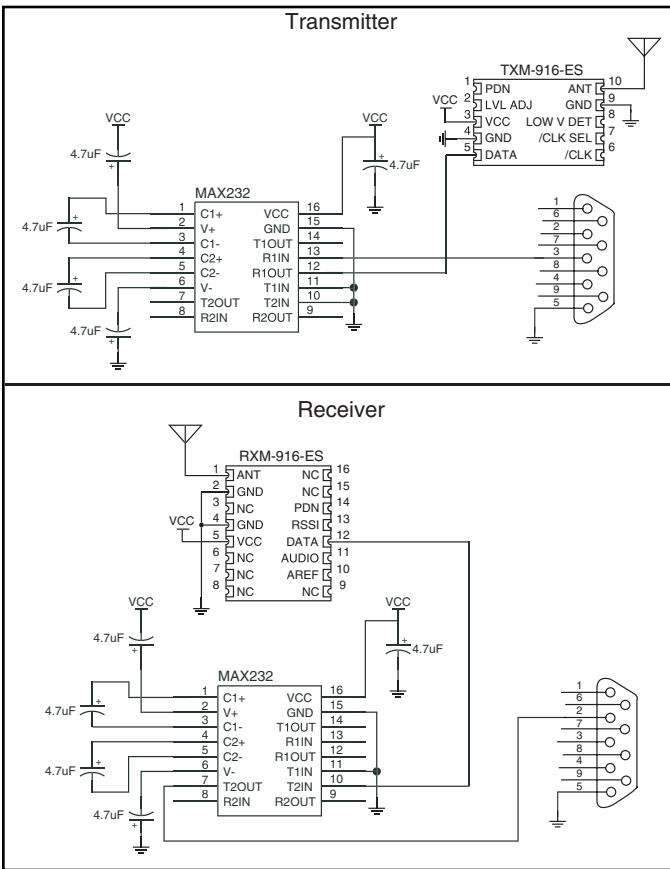 Transmitter
TXM-916-ES
1 PDN ANT 10
2 LVL ADJ GND 9
VCC 3 VCC LOW V DET 8
4 GND /CLK SEL 7
5 DATA /CLK 6
VCC
4.7uF
VCC
4.7uF
MAX232
4.7uF
4.7uF
4.7uF
1 C1+ VCC 16
2 V+ GND 15
3 C1- T1OUT 14
4 C2+ R1IN 13
5 C2- R1OUT 12
6 V- T1IN 11
7 T2OUT T2IN 10
8 R2IN R2OUT 9
1
6
2
7
3
8
4
9
5
Receiver
RXM-916-ES
1 ANT NC 16
2 GND NC 15
3 NC PDN 14
4 GND RSSI 13
VCC 5 VCC DATA 12
6 NC AUDIO 11
7 NC AREF 10
8 NC NC 9
VCC
4.7uF
VCC
4.7uF
MAX232
4.7uF
4.7uF
4.7uF
1 C1+ VCC 16
2 V+ GND 15
3 C1- T1OUT 14
4 C2+ R1IN 13
5 C2- R1OUT 12
6 V- T1IN 11
7 T2OUT T2IN 10
8 R2IN R2OUT 9
1
6
2
7
3
8
4
9
5